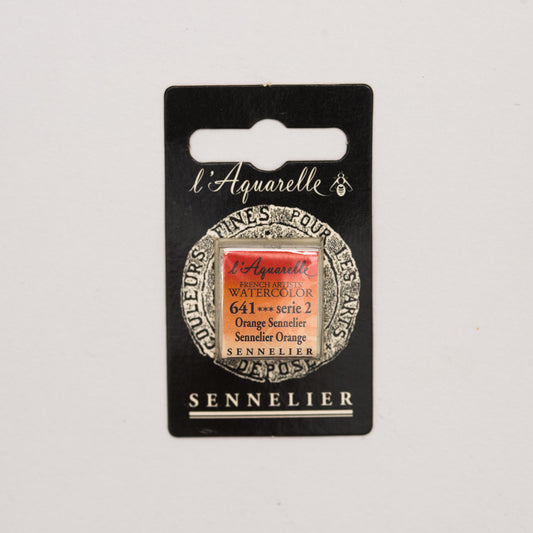 l'Aquarelle
COULEURS FINES POUR LES ARTS
l'Aquarelle
FRENCH ARTISTS'
WATERCOLOR
641*** serie 2
Orange Sennelier
Sennelier Orange
SENNELIER
DÉPOSÉ
SENNELIER